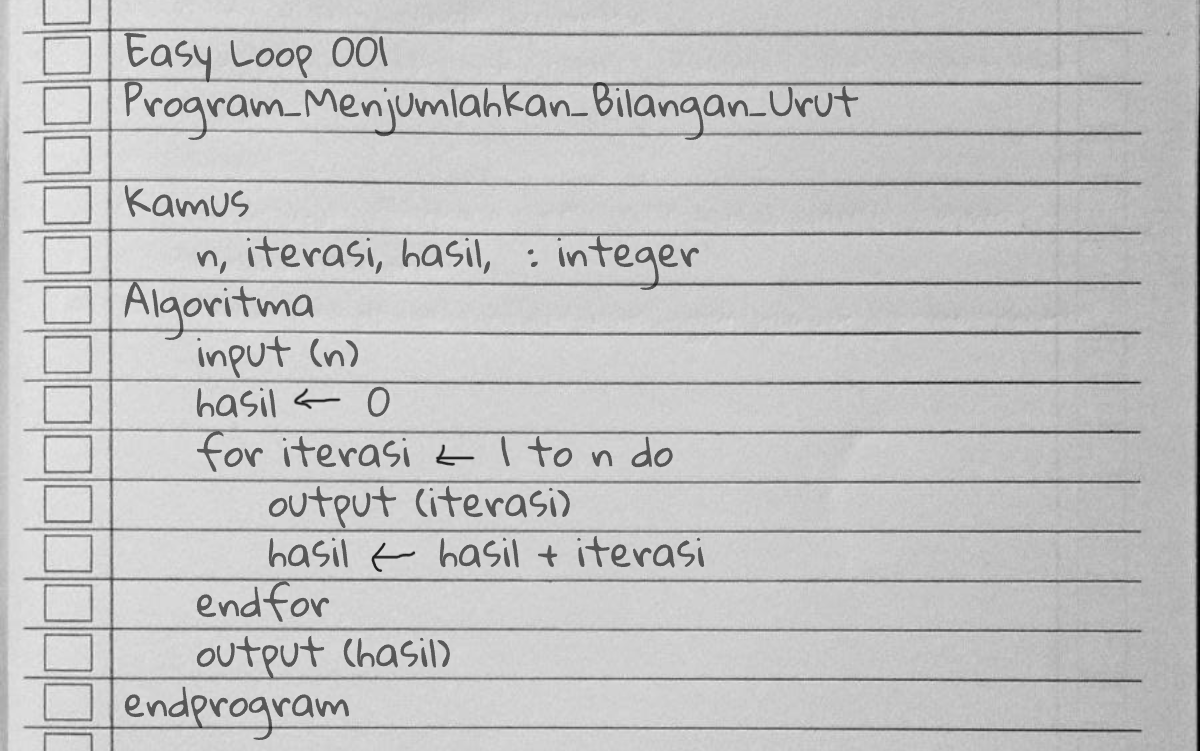 Easy Loop 001
Program_Menjumlahkan_Bilangan_Urut
Kamus
n, iterasi, hasil, : integer
Algoritma
input (n)
hasil ← 0
for iterasi ← 1 to n do
output (iterasi)
hasil ← hasil + iterasi
endfor
output (hasil)
endprogram